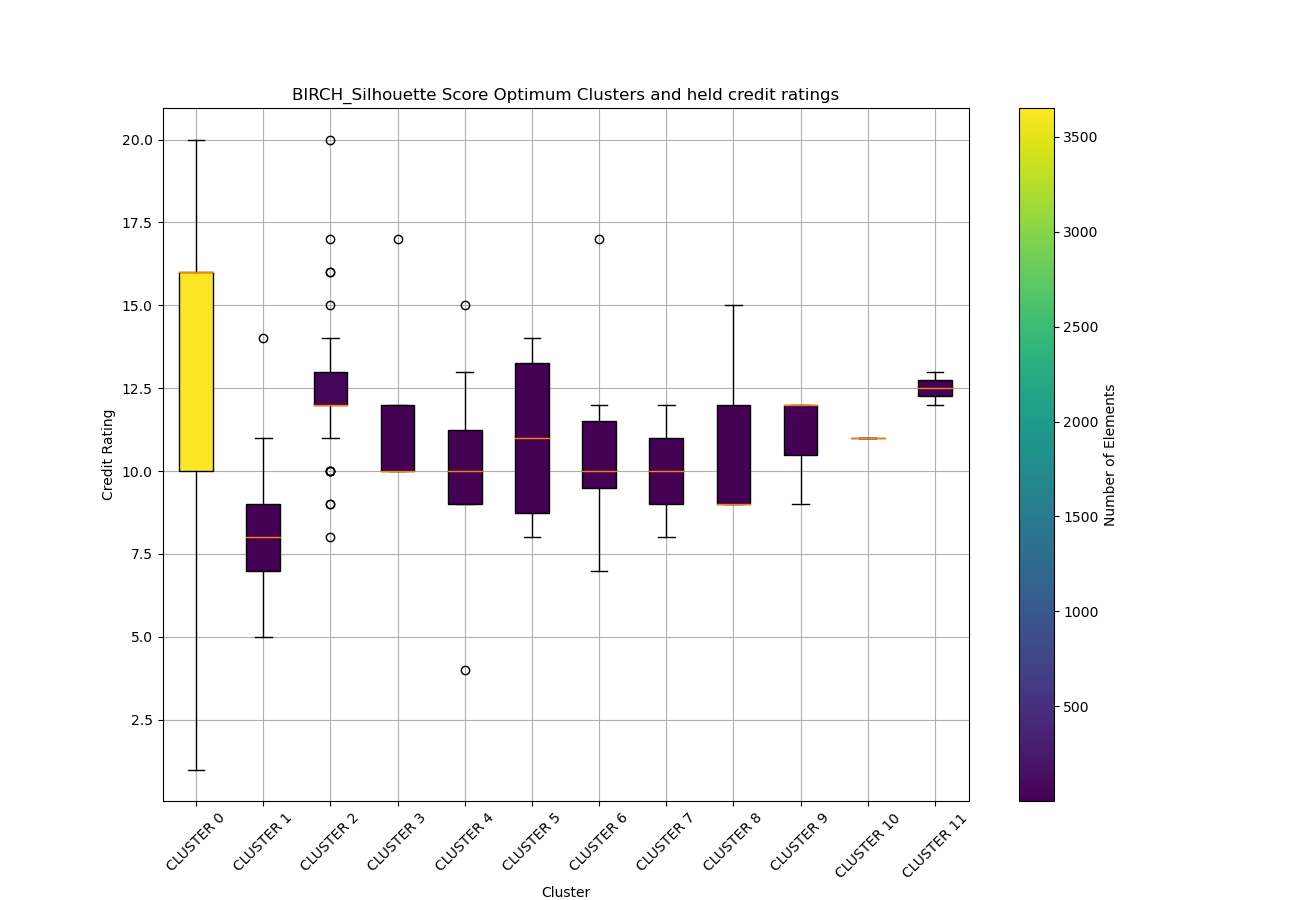 BIRCH_Silhouette Score Optimum Clusters and held credit ratings
20.0
17.5
15.0
12.5
10.0
7.5
5.0
2.5
Credit Rating
CLUSTER 0
CLUSTER 1
CLUSTER 2
CLUSTER 3
CLUSTER 4
CLUSTER 5
CLUSTER 6
CLUSTER 7
CLUSTER 8
CLUSTER 9
CLUSTER 10
CLUSTER 11
Cluster
3500
3000
2500
2000
1500
1000
500
Number of Elements